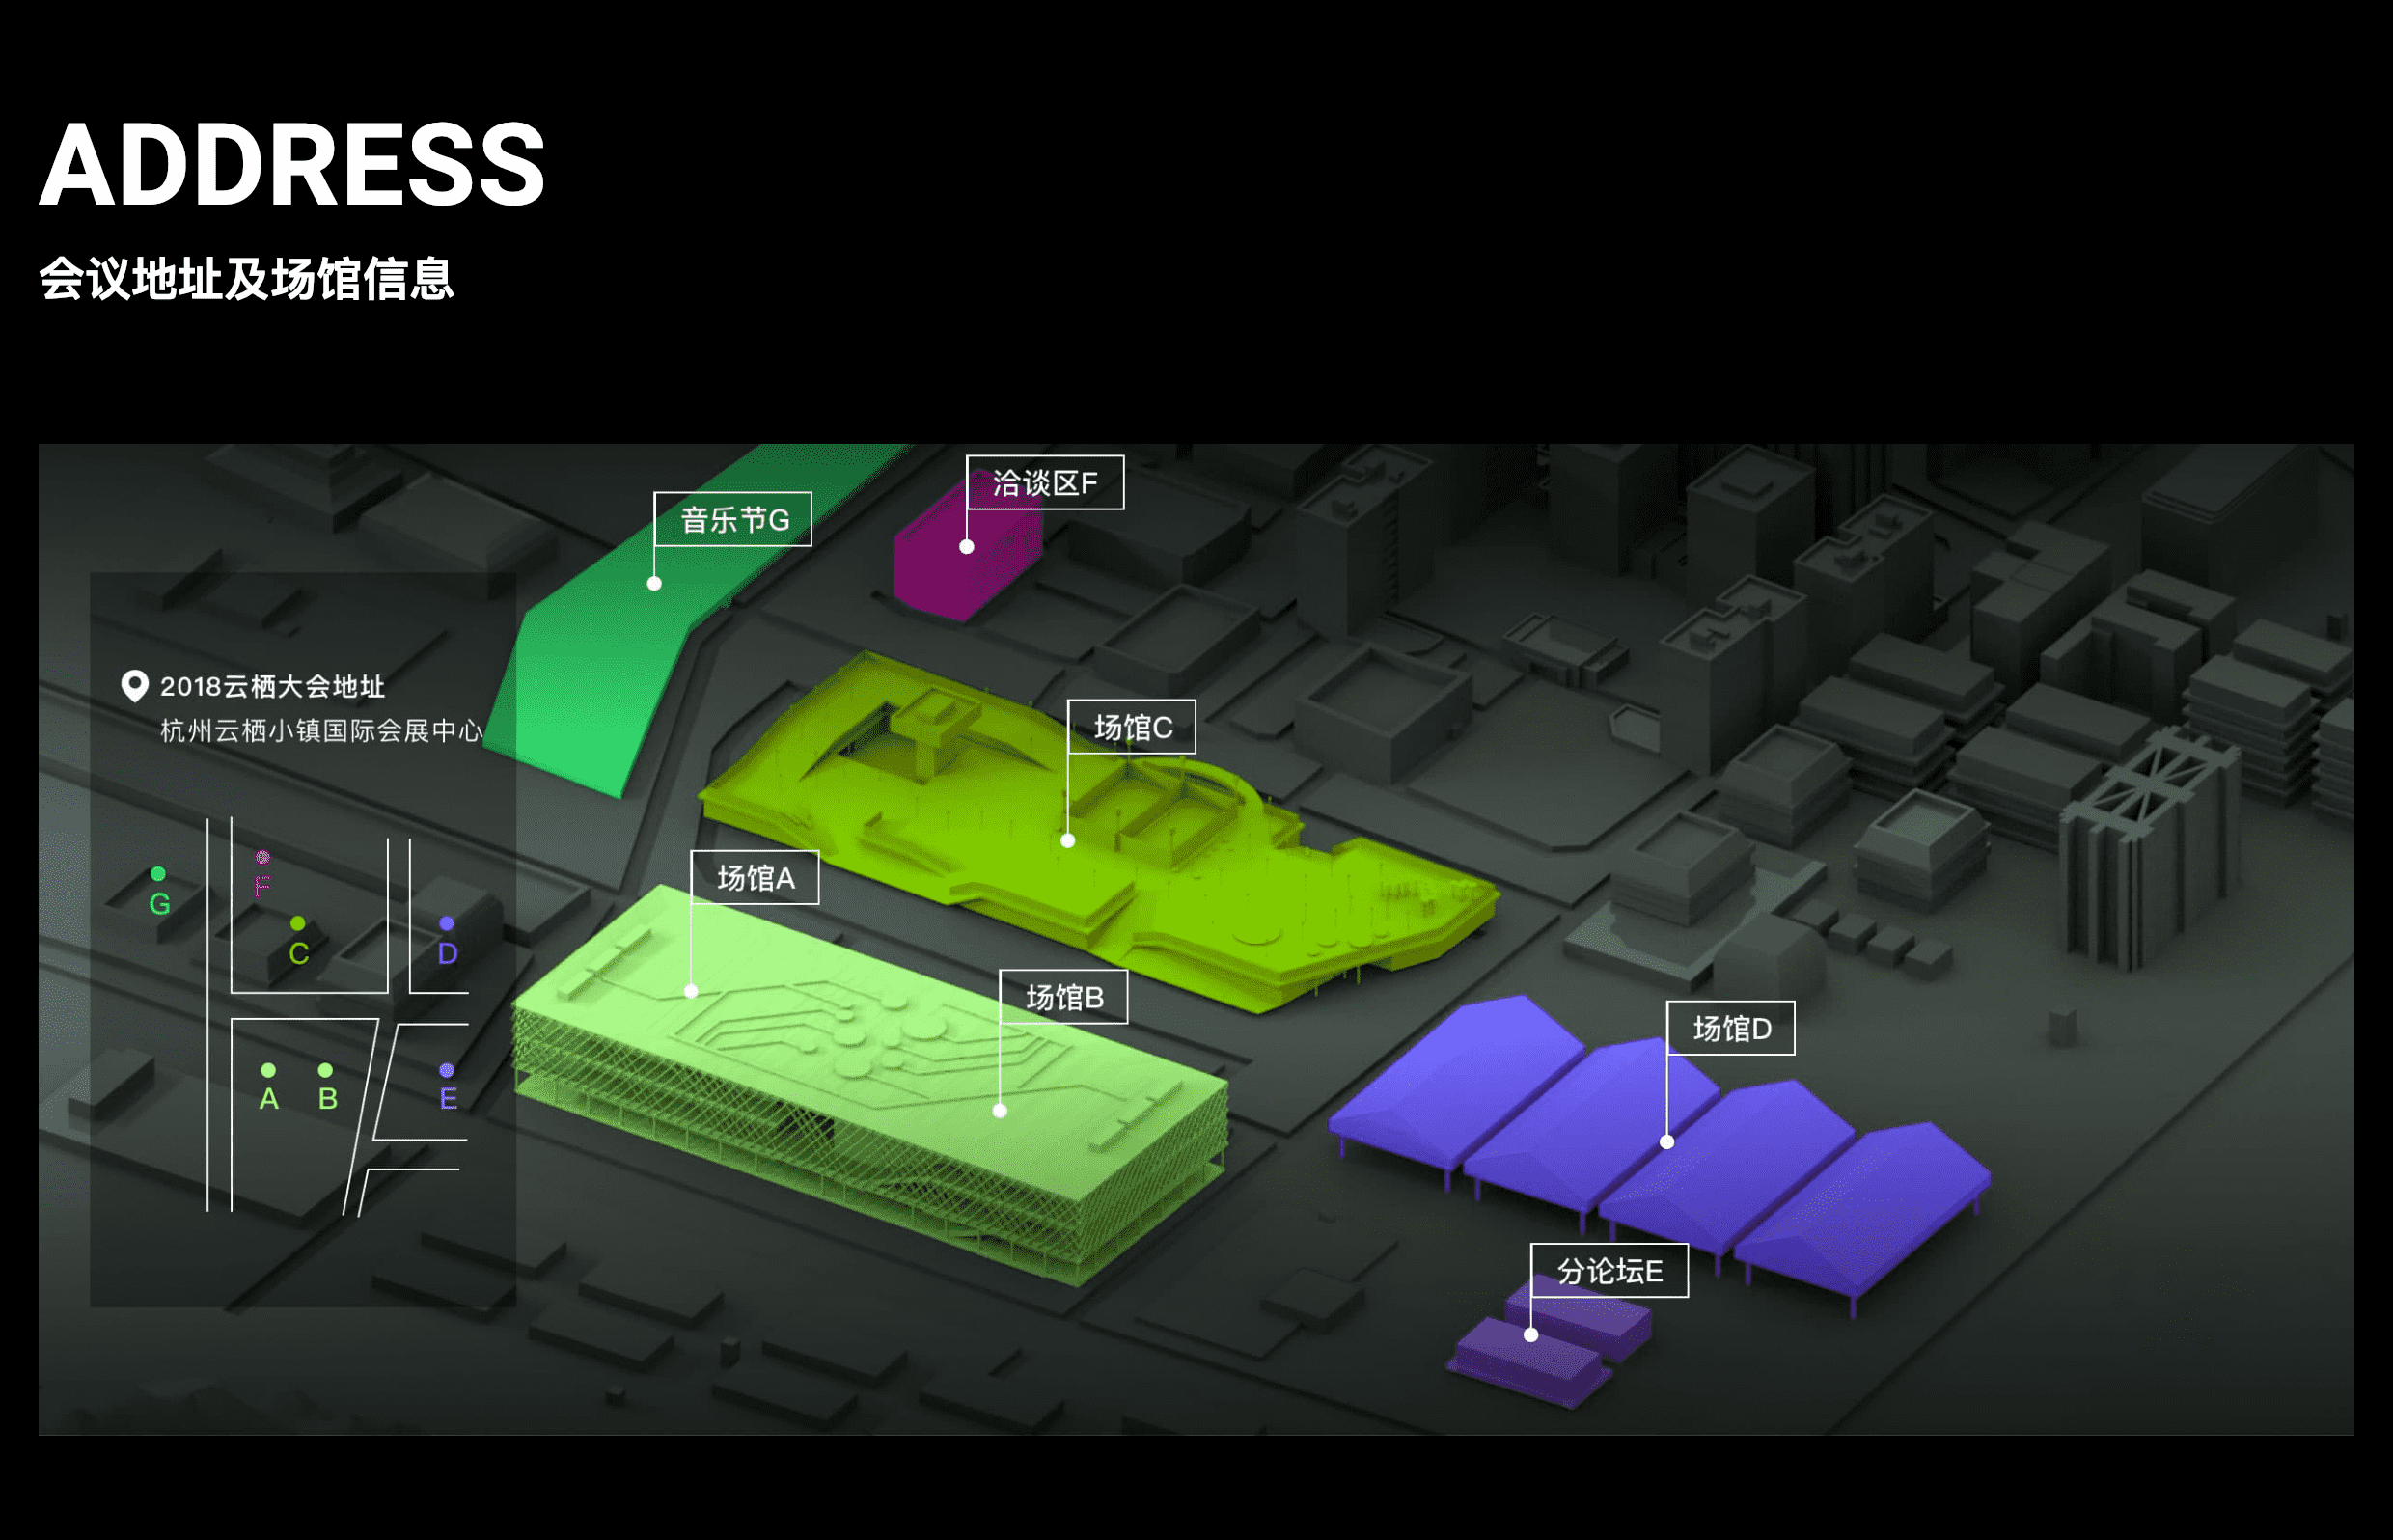 ADDRESS
会议地址及场馆信息
洽谈区F
音乐节G
2018云栖大会地址
杭州云栖小镇国际会展中心
场馆C
场馆A
场馆B
场馆D
分论坛E
F
G
C
D
A
B
E